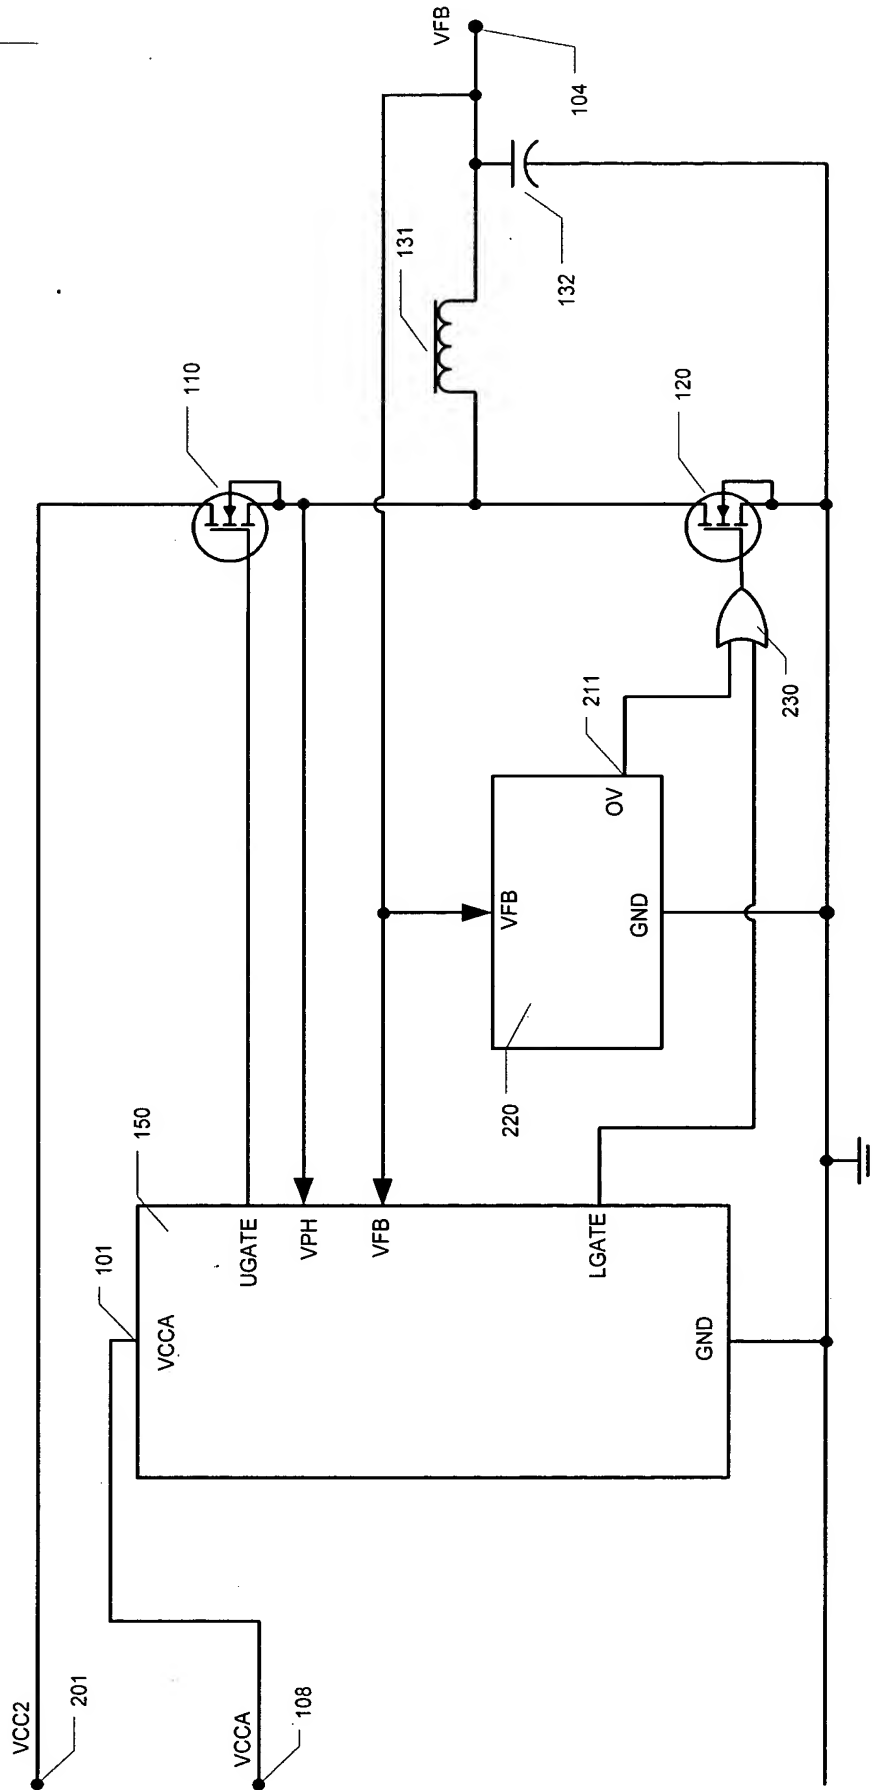 VCC2
201
VCCA
108
101
VCCA
150
UGATE
VPH
VFB
LGATE
GND
220
VFB
GND
OV
211
230
110
120
131
132
VFB
104